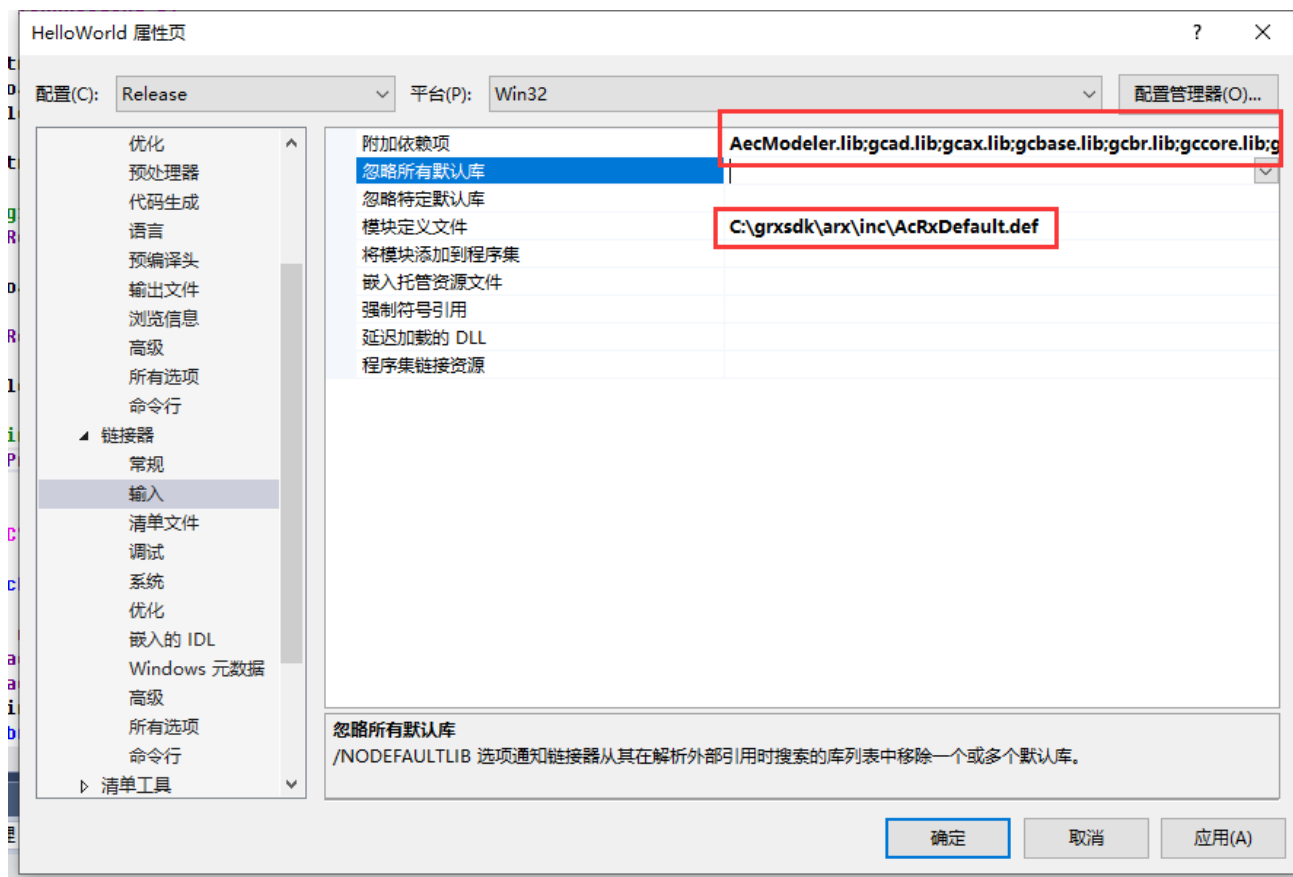 HelloWorld 属性页
配置(C): Release 平台(P): Win32 配置管理器(O)...
优化
预处理器
代码生成
语言
预编译头
输出文件
浏览信息
高级
所有选项
命令行
链接器
常规
输入
清单文件
调试
系统
优化
嵌入的 IDL
Windows 元数据
高级
所有选项
命令行
清单工具
附加依赖项 AecModeler.lib;gcad.lib;gcax.lib;gcbase.lib;gcbr.lib;gccore.lib;g
忽略所有默认库
忽略特定默认库
模块定义文件 C:\grxsdk\arx\inc\AcRxDefault.def
将模块添加到程序集
嵌入托管资源文件
强制符号引用
延迟加载的 DLL
程序集链接资源
忽略所有默认库
/NODEFAULTLIB 选项通知链接器从其在解析外部引用时搜索的库列表中移除一个或多个默认库。
确定 取消 应用(A)